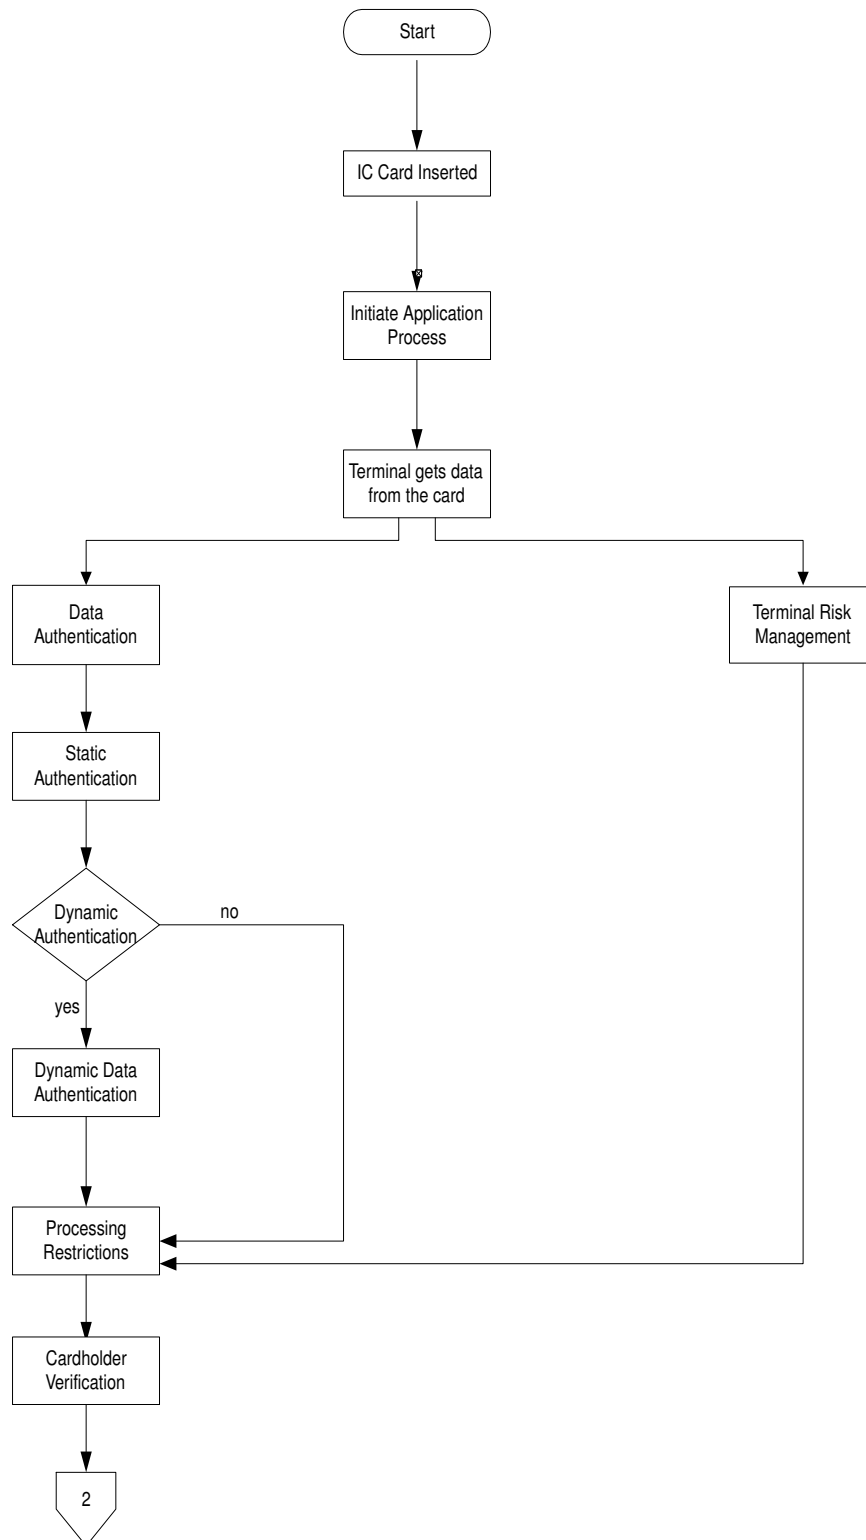 Start
IC Card Inserted
Initiate Application
Process
Terminal gets data
from the card
Data
Authentication
Terminal Risk
Management
Static
Authentication
Dynamic
Authentication
no
yes
Dynamic Data
Authentication
Processing
Restrictions
Cardholder
Verification
2